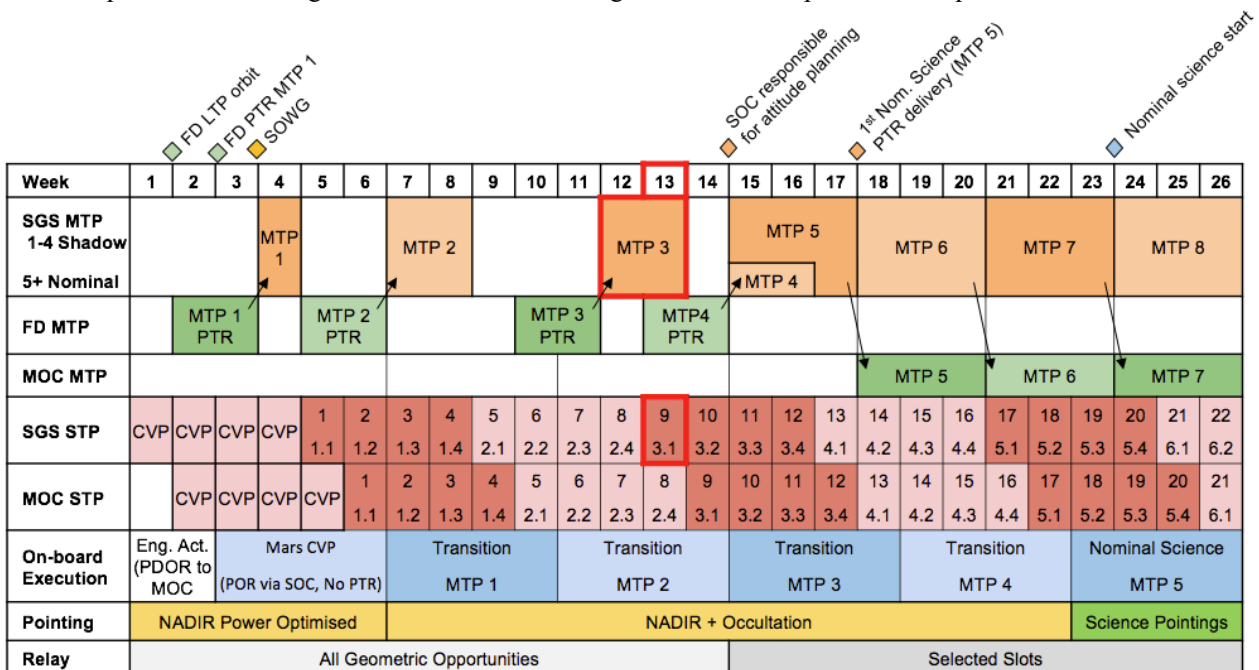 FD LTP orbit
FD PTR MTP 1
SOWG
SOC responsible
for attitude planning
1st Nom. Science
PTR delivery (MTP 5)
Nominal science start
Week 1 2 3 4 5 6 7 8 9 10 11 12 13 14 15 16 17 18 19 20 21 22 23 24 25 26
SGS MTP
1-4 Shadow
5+ Nominal
MTP
1
MTP 2
MTP 3
MTP 5
MTP 4
MTP 6
MTP 7
MTP 8
FD MTP
MTP 1
PTR
MTP 2
PTR
MTP 3
PTR
MTP4
PTR
MOC MTP
MTP 5
MTP 6
MTP 7
SGS STP
CVP CVP CVP CVP 1 2 3 4 5 6 7 8 9 10 11 12 13 14 15 16 17 18 19 20 21 22
1.1 1.2 1.3 1.4 2.1 2.2 2.3 2.4 3.1 3.2 3.3 3.4 4.1 4.2 4.3 4.4 5.1 5.2 5.3 5.4 6.1 6.2
MOC STP
CVP CVP CVP CVP 1 2 3 4 5 6 7 8 9 10 11 12 13 14 15 16 17 18 19 20 21
1.1 1.2 1.3 1.4 2.1 2.2 2.3 2.4 3.1 3.2 3.3 3.4 4.1 4.2 4.3 4.4 5.1 5.2 5.3 5.4 6.1
On-board
Execution
Eng. Act.
(PDOR to
MOC
Mars CVP
(POR via SOC, No PTR)
Transition
MTP 1
Transition
MTP 2
Transition
MTP 3
Transition
MTP 4
Nominal Science
MTP 5
Pointing
NADIR Power Optimised
NADIR + Occultation
Science Pointings
Relay
All Geometric Opportunities
Selected Slots